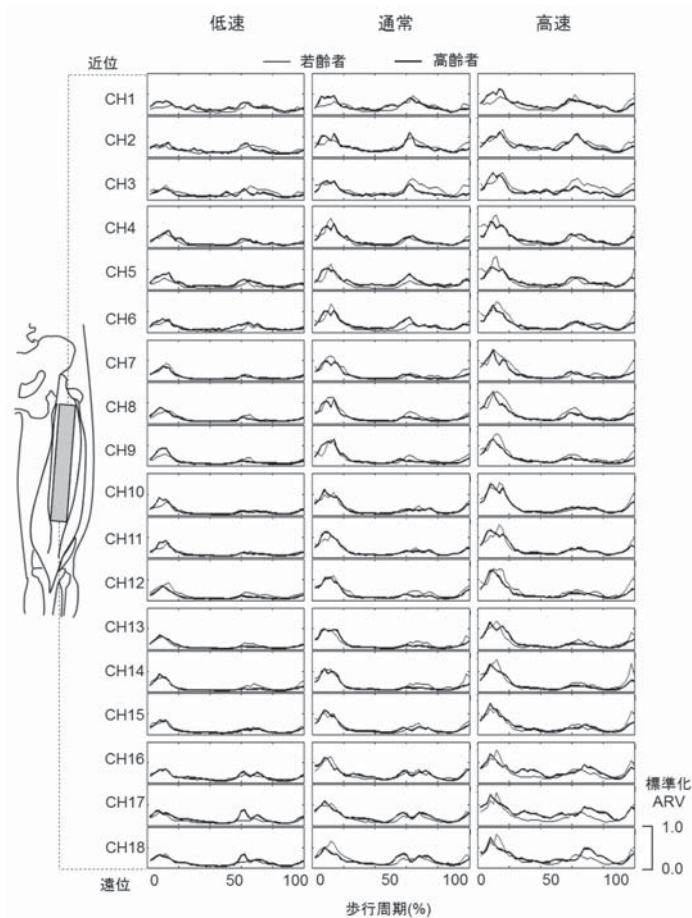 低速 通常 高速
近位 若齢者 高齢者
CH1
CH2
CH3
CH4
CH5
CH6
CH7
CH8
CH9
CH10
CH11
CH12
CH13
CH14
CH15
CH16
CH17
CH18
標準化
ARV
1.0
0.0
遠位
0 50 100 0 50 100 0 50 100
歩行周期(%)